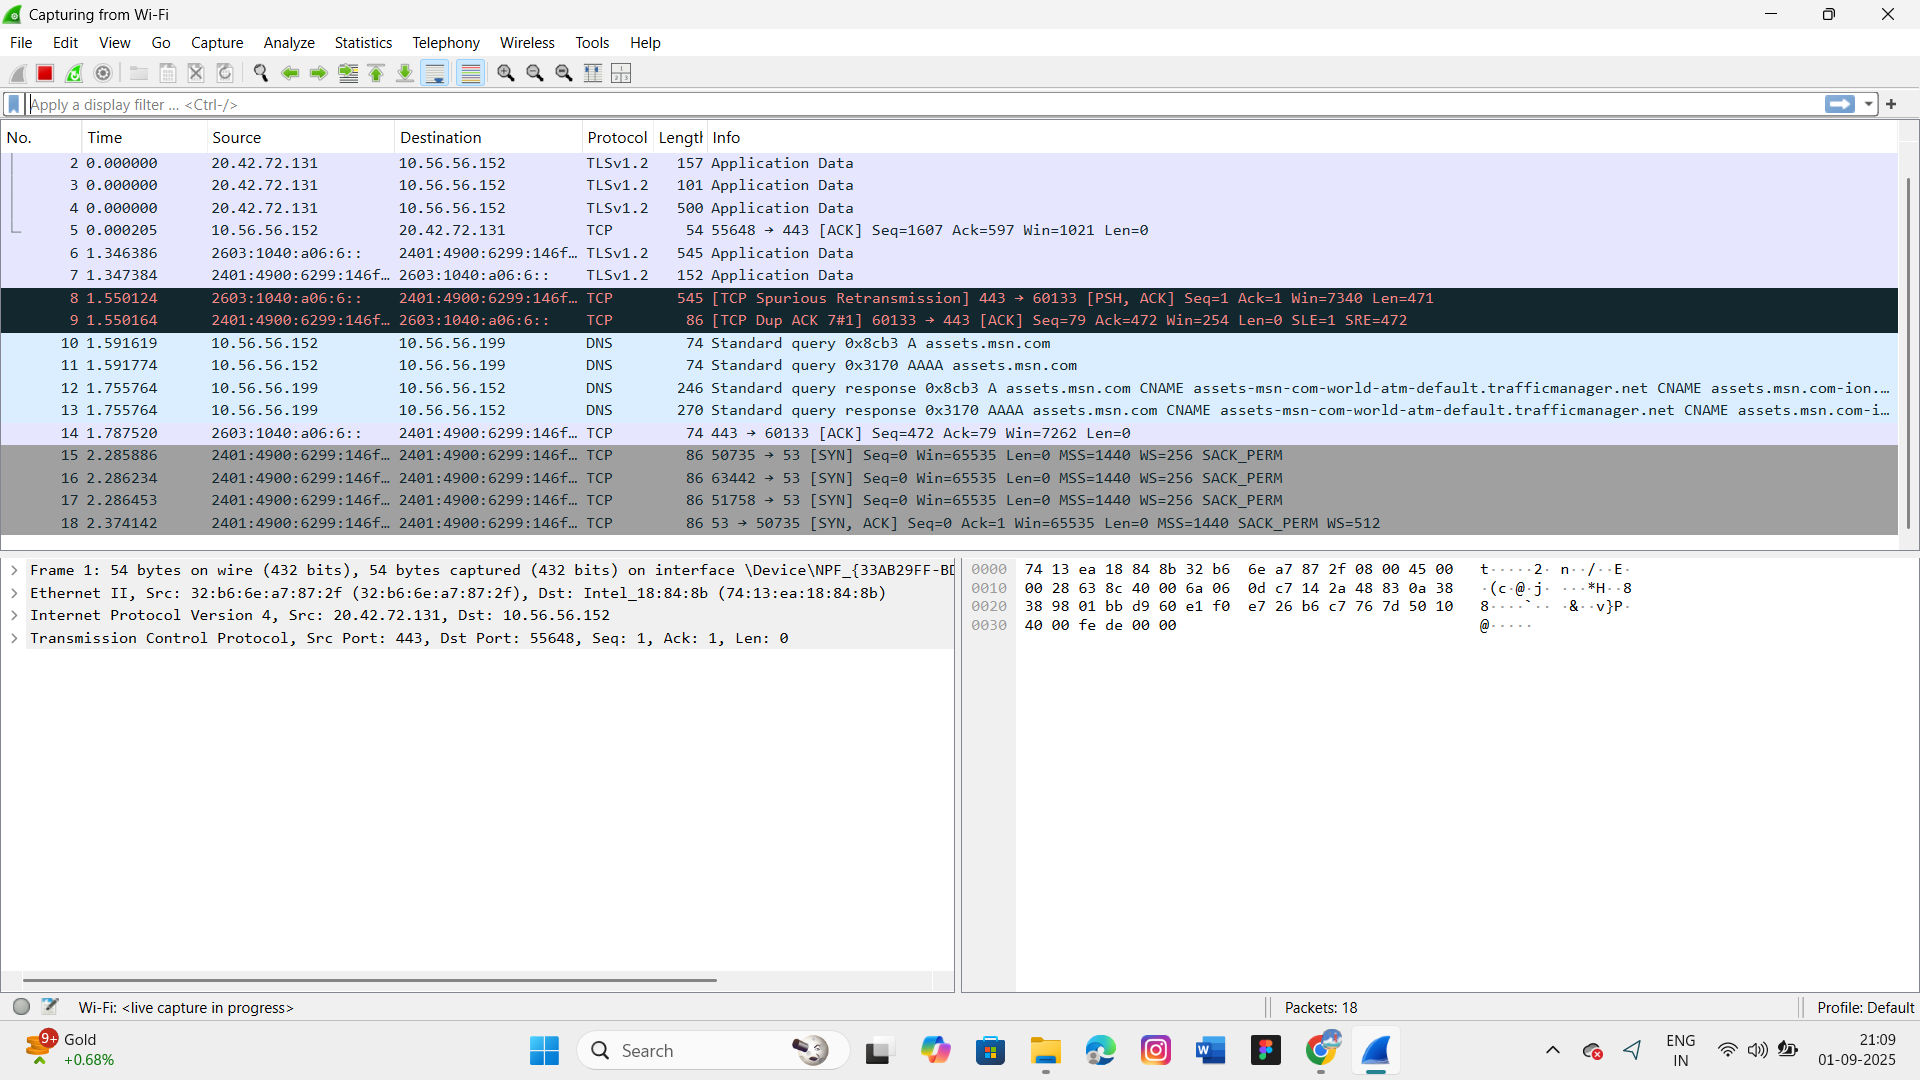 Capturing from Wi-Fi
File Edit View Go Capture Analyze Statistics Telephony Wireless Tools Help
Apply a display filter … <Ctrl-/>
No. Time Source Destination Protocol Length Info
2 0.000000 20.42.72.131 10.56.56.152 TLSv1.2 157 Application Data
3 0.000000 20.42.72.131 10.56.56.152 TLSv1.2 101 Application Data
4 0.000000 20.42.72.131 10.56.56.152 TLSv1.2 500 Application Data
5 0.000205 10.56.56.152 20.42.72.131 TCP 54 55648 → 443 [ACK] Seq=1607 Ack=597 Win=1021 Len=0
6 1.346386 2603:1040:a06:6:: 2401:4900:6299:146f… TLSv1.2 545 Application Data
7 1.347384 2401:4900:6299:146f… 2603:1040:a06:6:: TLSv1.2 152 Application Data
8 1.550124 2603:1040:a06:6:: 2401:4900:6299:146f… TCP 545 [TCP Spurious Retransmission] 443 → 60133 [PSH, ACK] Seq=1 Ack=1 Win=7340 Len=471
9 1.550164 2401:4900:6299:146f… 2603:1040:a06:6:: TCP 86 [TCP Dup ACK 7#1] 60133 → 443 [ACK] Seq=79 Ack=472 Win=254 Len=0 SLE=1 SRE=472
10 1.591619 10.56.56.152 10.56.56.199 DNS 74 Standard query 0x8cb3 A assets.msn.com
11 1.591774 10.56.56.152 10.56.56.199 DNS 74 Standard query 0x3170 AAAA assets.msn.com
12 1.755764 10.56.56.199 10.56.56.152 DNS 246 Standard query response 0x8cb3 A assets.msn.com CNAME assets-msn-com-world-atm-default.trafficmanager.net CNAME assets.msn.com-ion.…
13 1.755764 10.56.56.199 10.56.56.152 DNS 270 Standard query response 0x3170 AAAA assets.msn.com CNAME assets-msn-com-world-atm-default.trafficmanager.net CNAME assets.msn.com-i…
14 1.787520 2603:1040:a06:6:: 2401:4900:6299:146f… TCP 74 443 → 60133 [ACK] Seq=472 Ack=79 Win=7262 Len=0
15 2.285886 2401:4900:6299:146f… 2401:4900:6299:146f… TCP 86 50735 → 53 [SYN] Seq=0 Win=65535 Len=0 MSS=1440 WS=256 SACK_PERM
16 2.286234 2401:4900:6299:146f… 2401:4900:6299:146f… TCP 86 63442 → 53 [SYN] Seq=0 Win=65535 Len=0 MSS=1440 WS=256 SACK_PERM
17 2.286453 2401:4900:6299:146f… 2401:4900:6299:146f… TCP 86 51758 → 53 [SYN] Seq=0 Win=65535 Len=0 MSS=1440 WS=256 SACK_PERM
18 2.374142 2401:4900:6299:146f… 2401:4900:6299:146f… TCP 86 53 → 50735 [SYN, ACK] Seq=0 Ack=1 Win=65535 Len=0 MSS=1440 SACK_PERM WS=512
Frame 1: 54 bytes on wire (432 bits), 54 bytes captured (432 bits) on interface \Device\NPF_{33AB29FF-BD
Ethernet II, Src: 32:b6:6e:a7:87:2f (32:b6:6e:a7:87:2f), Dst: Intel_18:84:8b (74:13:ea:18:84:8b)
Internet Protocol Version 4, Src: 20.42.72.131, Dst: 10.56.56.152
Transmission Control Protocol, Src Port: 443, Dst Port: 55648, Seq: 1, Ack: 1, Len: 0
0000 74 13 ea 18 84 8b 32 b6 6e a7 87 2f 08 00 45 00 t·····2· n··/··E·
0010 00 28 63 8c 40 00 6a 06 0d c7 14 2a 48 83 0a 38 ·(c·@·j· ···*H··8
0020 38 98 01 bb d9 60 e1 f0 e7 26 b6 c7 76 7d 50 10 8····`·· ·&··v}P·
0030 40 00 fe de 00 00 @·····
Wi-Fi: <live capture in progress> Packets: 18 Profile: Default
9+ Gold
+0.68%
Search
ENG
IN
21:09
01-09-2025